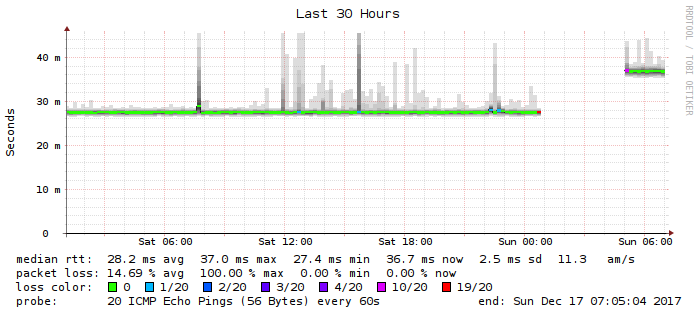 Last 30 Hours
RRDTOOL / TOBI OETIKER
Seconds
40 m
30 m
20 m
10 m
0
Sat 06:00 Sat 12:00 Sat 18:00 Sun 00:00 Sun 06:00
median rtt: 28.2 ms avg 37.0 ms max 27.4 ms min 36.7 ms now 2.5 ms sd 11.3 am/s
packet loss: 14.69 % avg 100.00 % max 0.00 % min 0.00 % now
loss color: 0 1/20 2/20 3/20 4/20 10/20 19/20
probe: 20 ICMP Echo Pings (56 Bytes) every 60s end: Sun Dec 17 07:05:04 2017